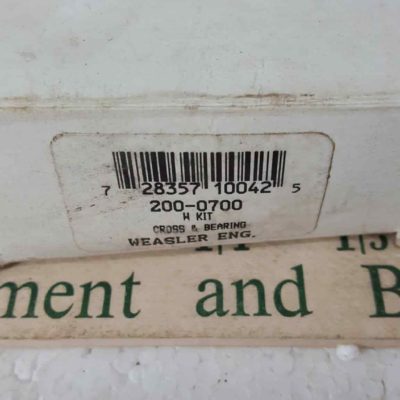 7 28357 10042 5
200-0700
W KIT
CROSS & BEARING
WEASLER ENG.
ment and B